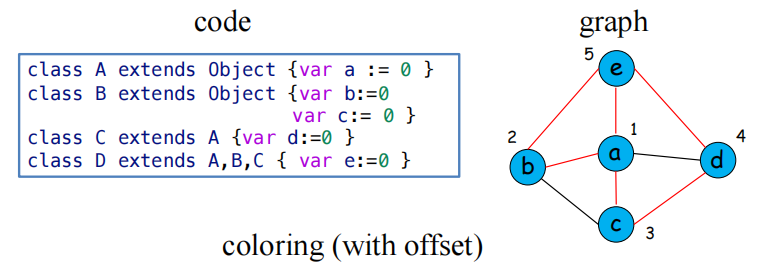 code
graph
class A extends Object {var a := 0 }
class B extends Object {var b:=0
var c:= 0 }
class C extends A {var d:=0 }
class D extends A,B,C { var e:=0 }
5
e
1
2
4
a
b
d
c
3
coloring (with offset)